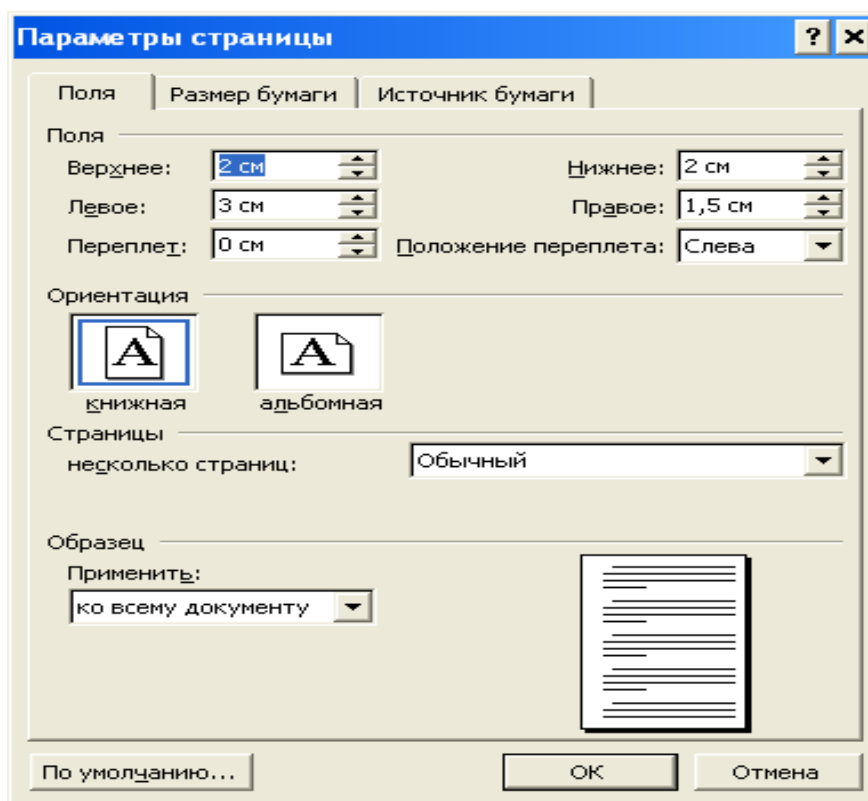 Параметры страницы
Поля Размер бумаги Источник бумаги
Поля
Верхнее: 2 см Нижнее: 2 см
Левое: 3 см Правое: 1,5 см
Переплет: 0 см Положение переплета: Слева
Ориентация
A A
книжная альбомная
Страницы
несколько страниц: Обычный
Образец
Применить:
ко всему документу
По умолчанию... ОК Отмена